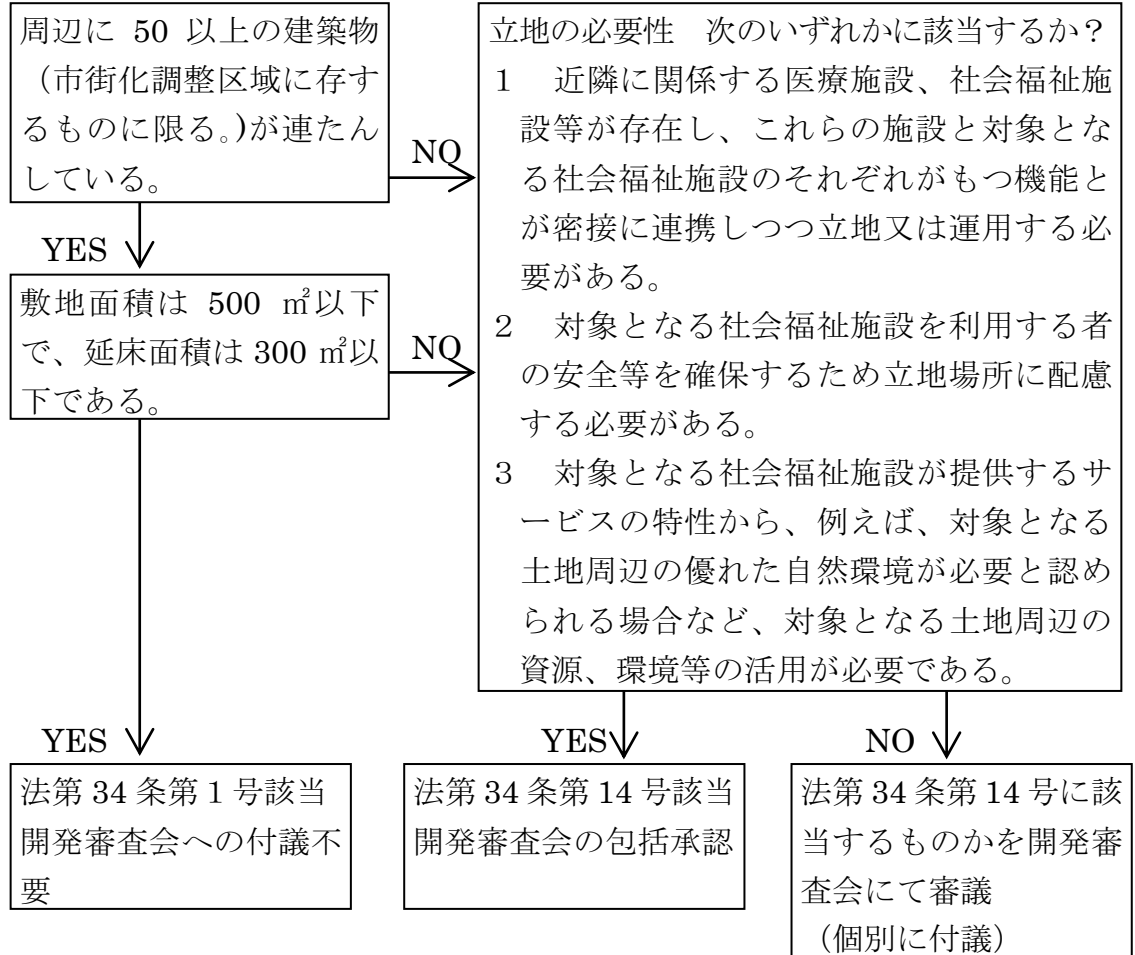 周辺に 50 以上の建築物
（市街化調整区域に存す
るものに限る。)が連たん
している。
NO
YES
敷地面積は 500 ㎡以下
で、延床面積は 300 ㎡以
下である。
NO
立地の必要性　次のいずれかに該当するか？
１　近隣に関係する医療施設、社会福祉施
設等が存在し、これらの施設と対象とな
る社会福祉施設のそれぞれがもつ機能と
が密接に連携しつつ立地又は運用する必
要がある。
２　対象となる社会福祉施設を利用する者
の安全等を確保するため立地場所に配慮
する必要がある。
３　対象となる社会福祉施設が提供するサ
ービスの特性から、例えば、対象となる
土地周辺の優れた自然環境が必要と認め
られる場合など、対象となる土地周辺の
資源、環境等の活用が必要である。
YES
YES
NO
法第 34 条第 1 号該当
開発審査会への付議不
要
法第 34 条第 14 号該当
開発審査会の包括承認
法第 34 条第 14 号に該
当するものかを開発審
査会にて審議
（個別に付議）